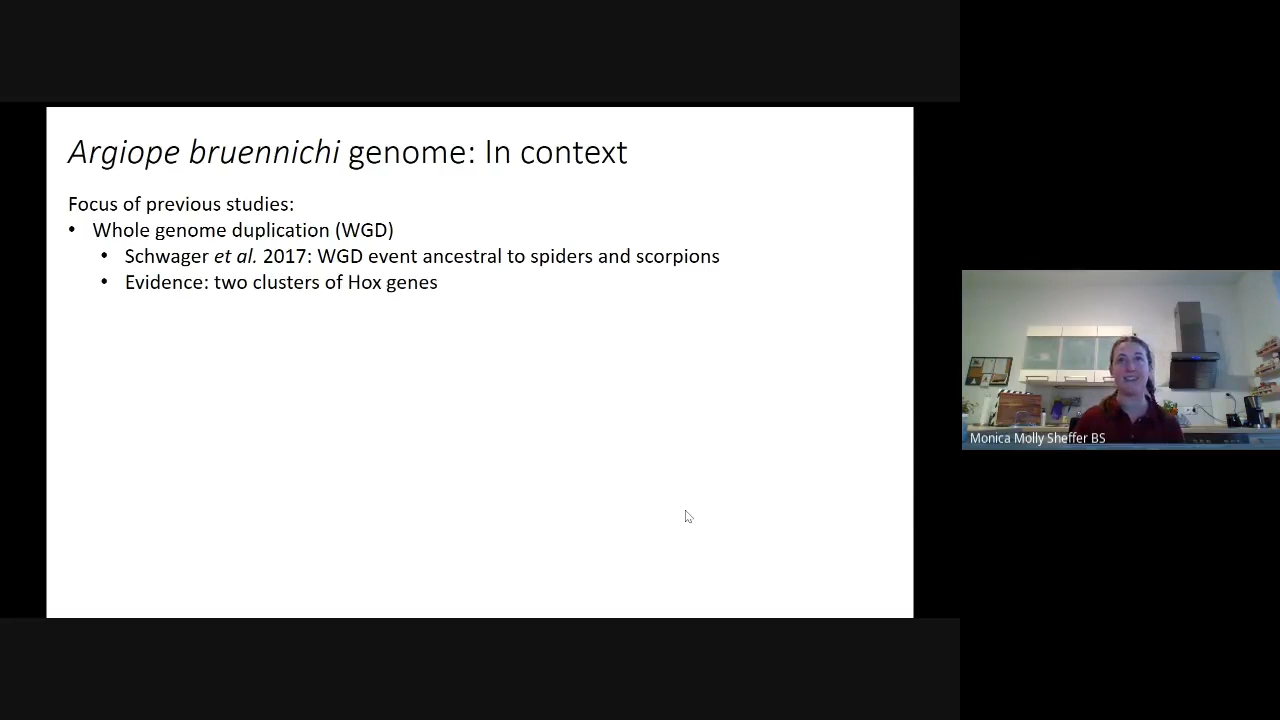 Argiope bruennichi genome: In context
Focus of previous studies:
• Whole genome duplication (WGD)
• Schwager et al. 2017: WGD event ancestral to spiders and scorpions
• Evidence: two clusters of Hox genes
Monica Molly Sheffer BS